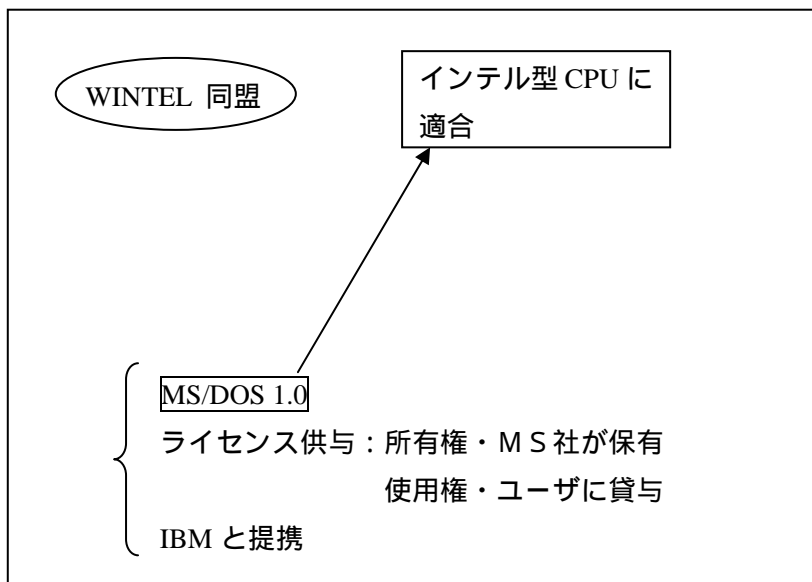 WINTEL 同盟
インテル型 CPU に
適合
MS/DOS 1.0
ライセンス供与：所有権・ＭＳ社が保有
使用権・ユーザに貸与
IBM と提携